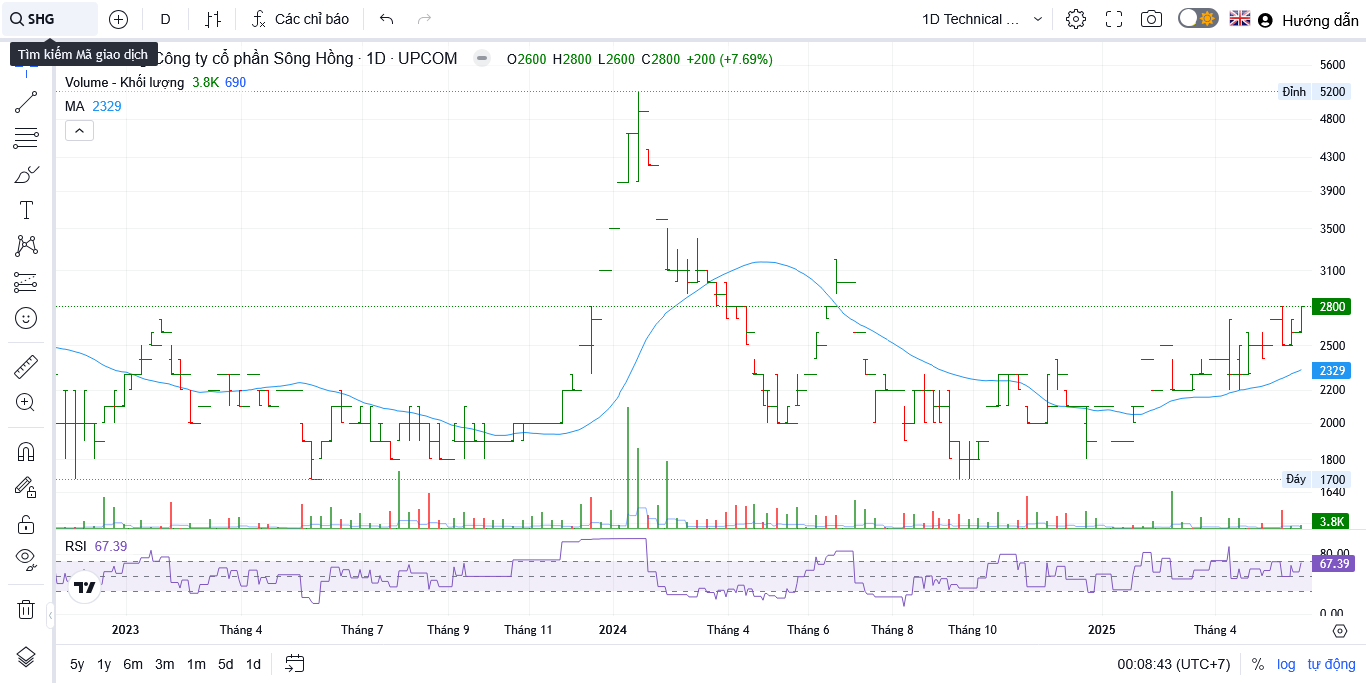 SHG
D
Các chỉ báo
1D Technical ...
Hướng dẫn
Tìm kiếm Mã giao dịch
Công ty cổ phần Sông Hồng · 1D · UPCOM
O2600 H2800 L2600 C2800 +200 (+7.69%)
Volume - Khối lượng 3.8K 690
MA 2329
5600
Đỉnh 5200
4800
4300
3900
3500
3100
2800
2500
2329
2200
2000
1800
Đáy 1700
1640
3.8K
RSI 67.39
80.00
67.39
0.00
2023 Tháng 4 Tháng 7 Tháng 9 Tháng 11 2024 Tháng 4 Tháng 6 Tháng 8 Tháng 10 2025 Tháng 4
5y 1y 6m 3m 1m 5d 1d
00:08:43 (UTC+7) % log tự động